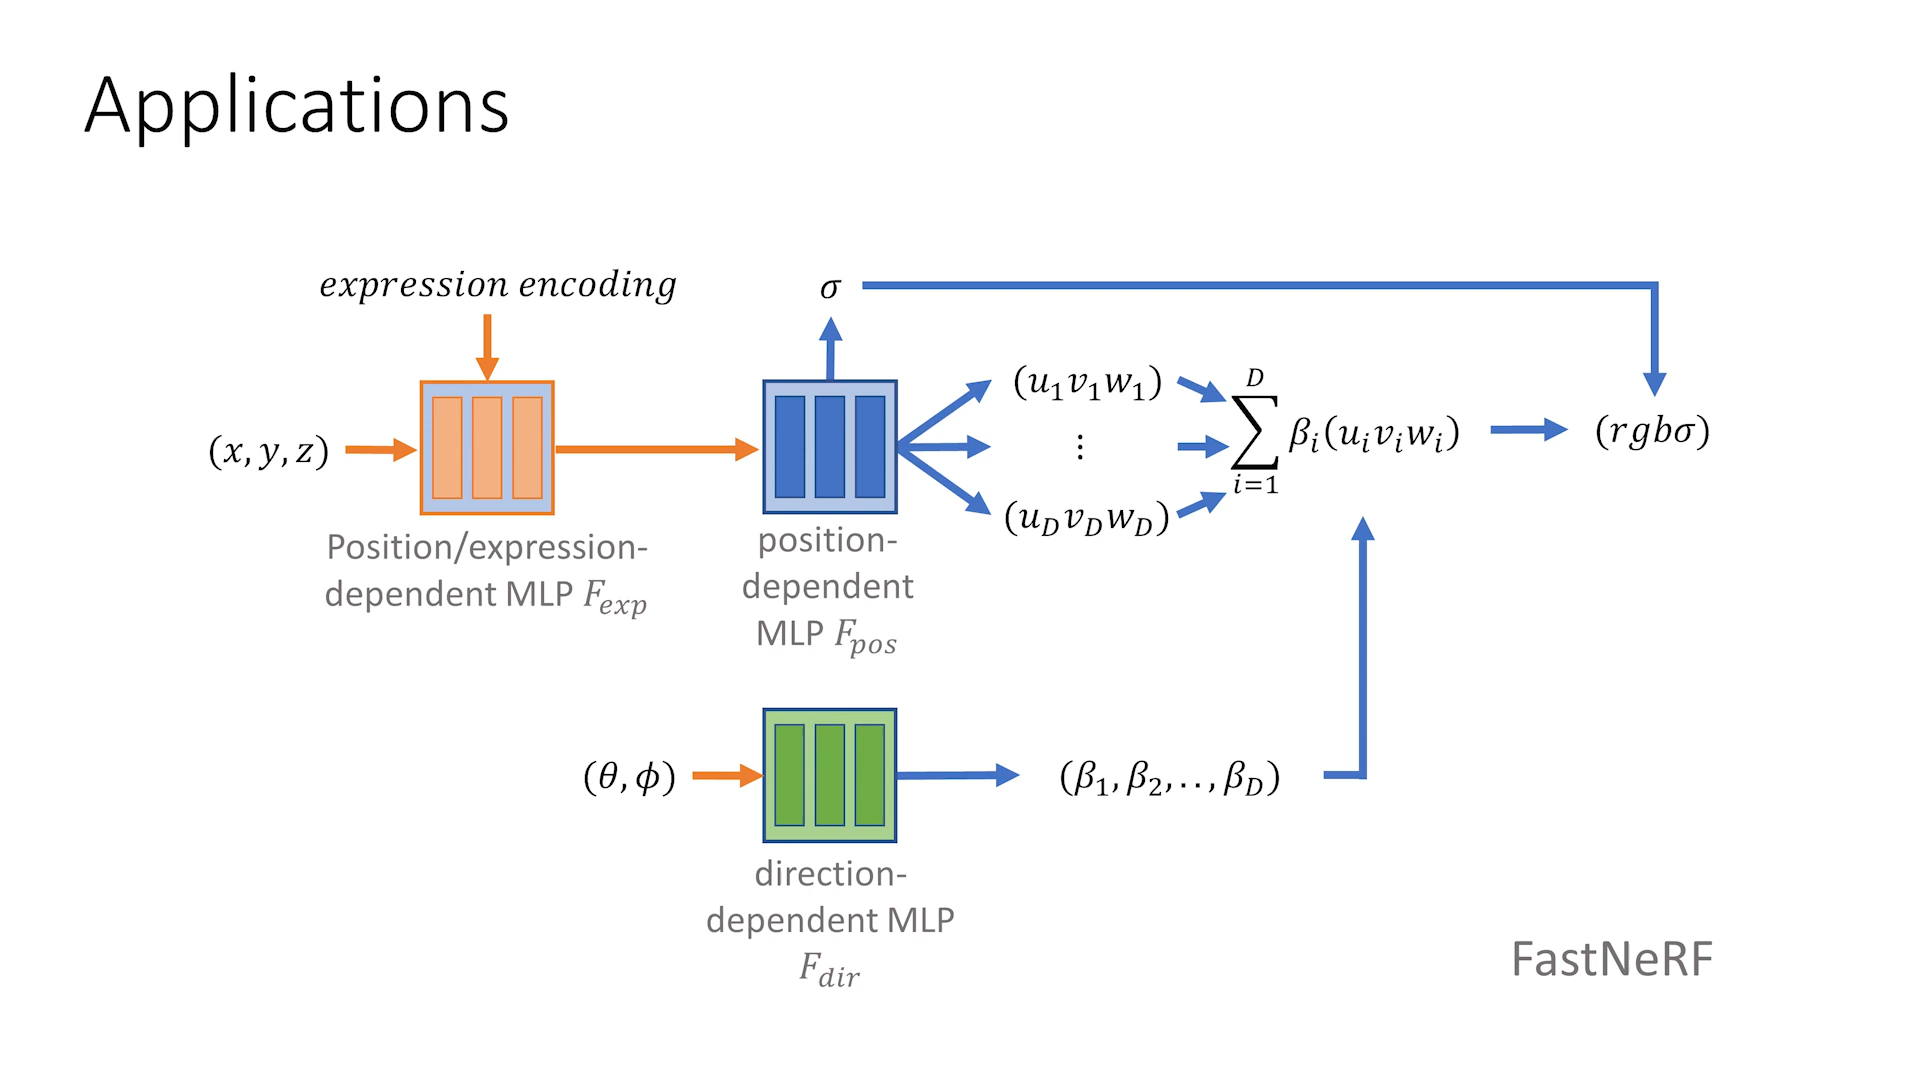 Applications
expression encoding
σ
(x, y, z)
(u₁v₁w₁)
⋮
(u_D v_D w_D)
D
∑ βᵢ(uᵢvᵢwᵢ)
i=1
(rgbσ)
Position/expression-
dependent MLP F_exp
position-
dependent
MLP F_pos
(θ, ϕ)
(β₁, β₂, . . , β_D)
direction-
dependent MLP
F_dir
FastNeRF